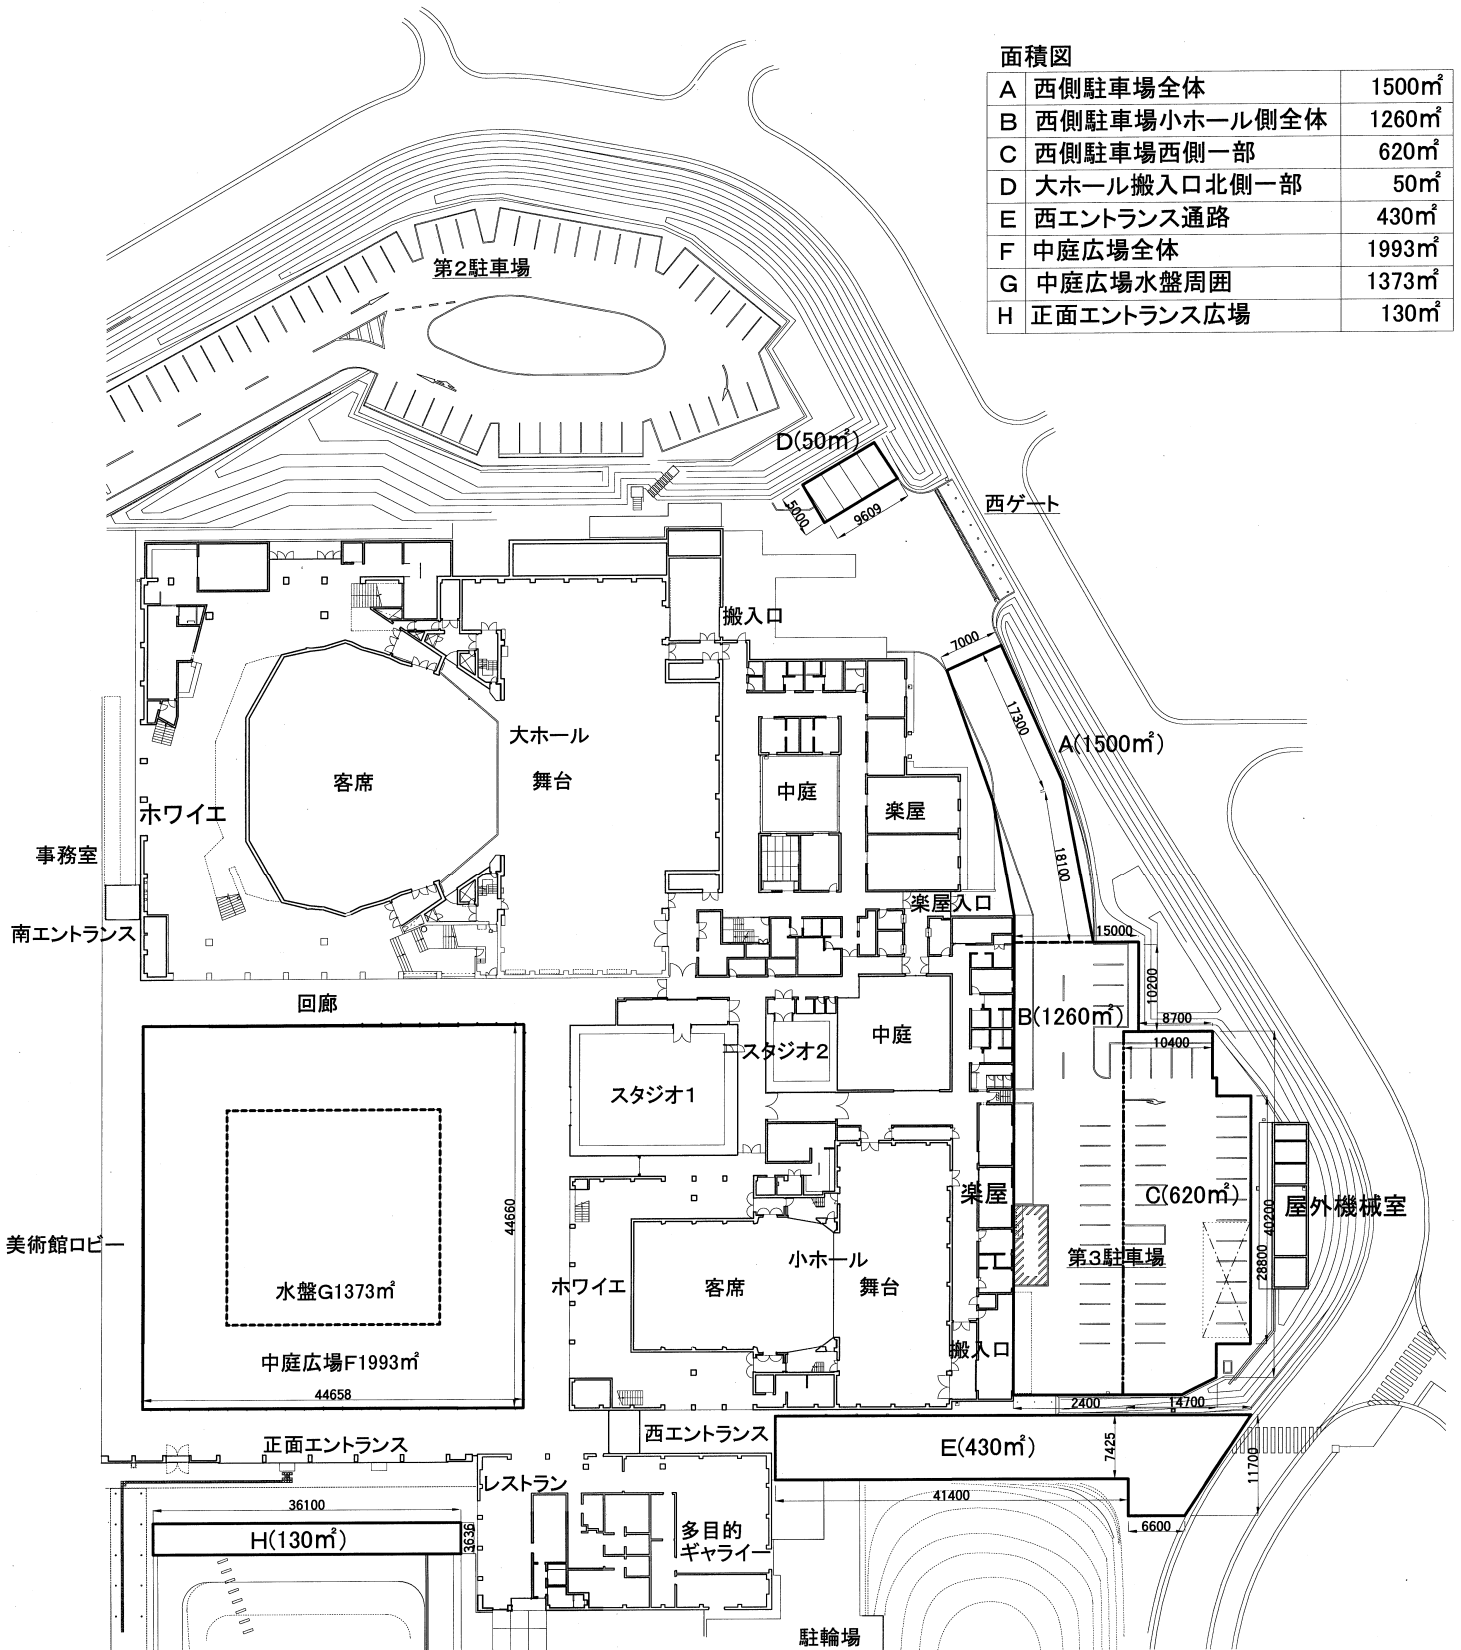 面積図
A 西側駐車場全体 1500㎡
B 西側駐車場小ホール側全体 1260㎡
C 西側駐車場西側一部 620㎡
D 大ホール搬入口北側一部 50㎡
E 西エントランス通路 430㎡
F 中庭広場全体 1993㎡
G 中庭広場水盤周囲 1373㎡
H 正面エントランス広場 130㎡
第2駐車場
D(50㎡)
5000
9609
西ゲート
搬入口
7000
17300
A(1500㎡)
大ホール
客席
舞台
中庭
楽屋
ホワイエ
18100
事務室
楽屋入口
南エントランス
15000
回廊
10200
B(1260㎡)
8700
中庭
スタジオ2
10400
スタジオ1
44660
楽屋
C(620㎡)
40200
屋外機械室
美術館ロビー
第3駐車場
小ホール
28800
ホワイエ
客席
舞台
水盤G1373㎡
搬入口
中庭広場F1993㎡
44658
2400
14700
西エントランス
正面エントランス
E(430㎡)
7425
11700
レストラン
41400
36100
6600
H(130㎡)
3636
多目的
ギャライー
駐輪場